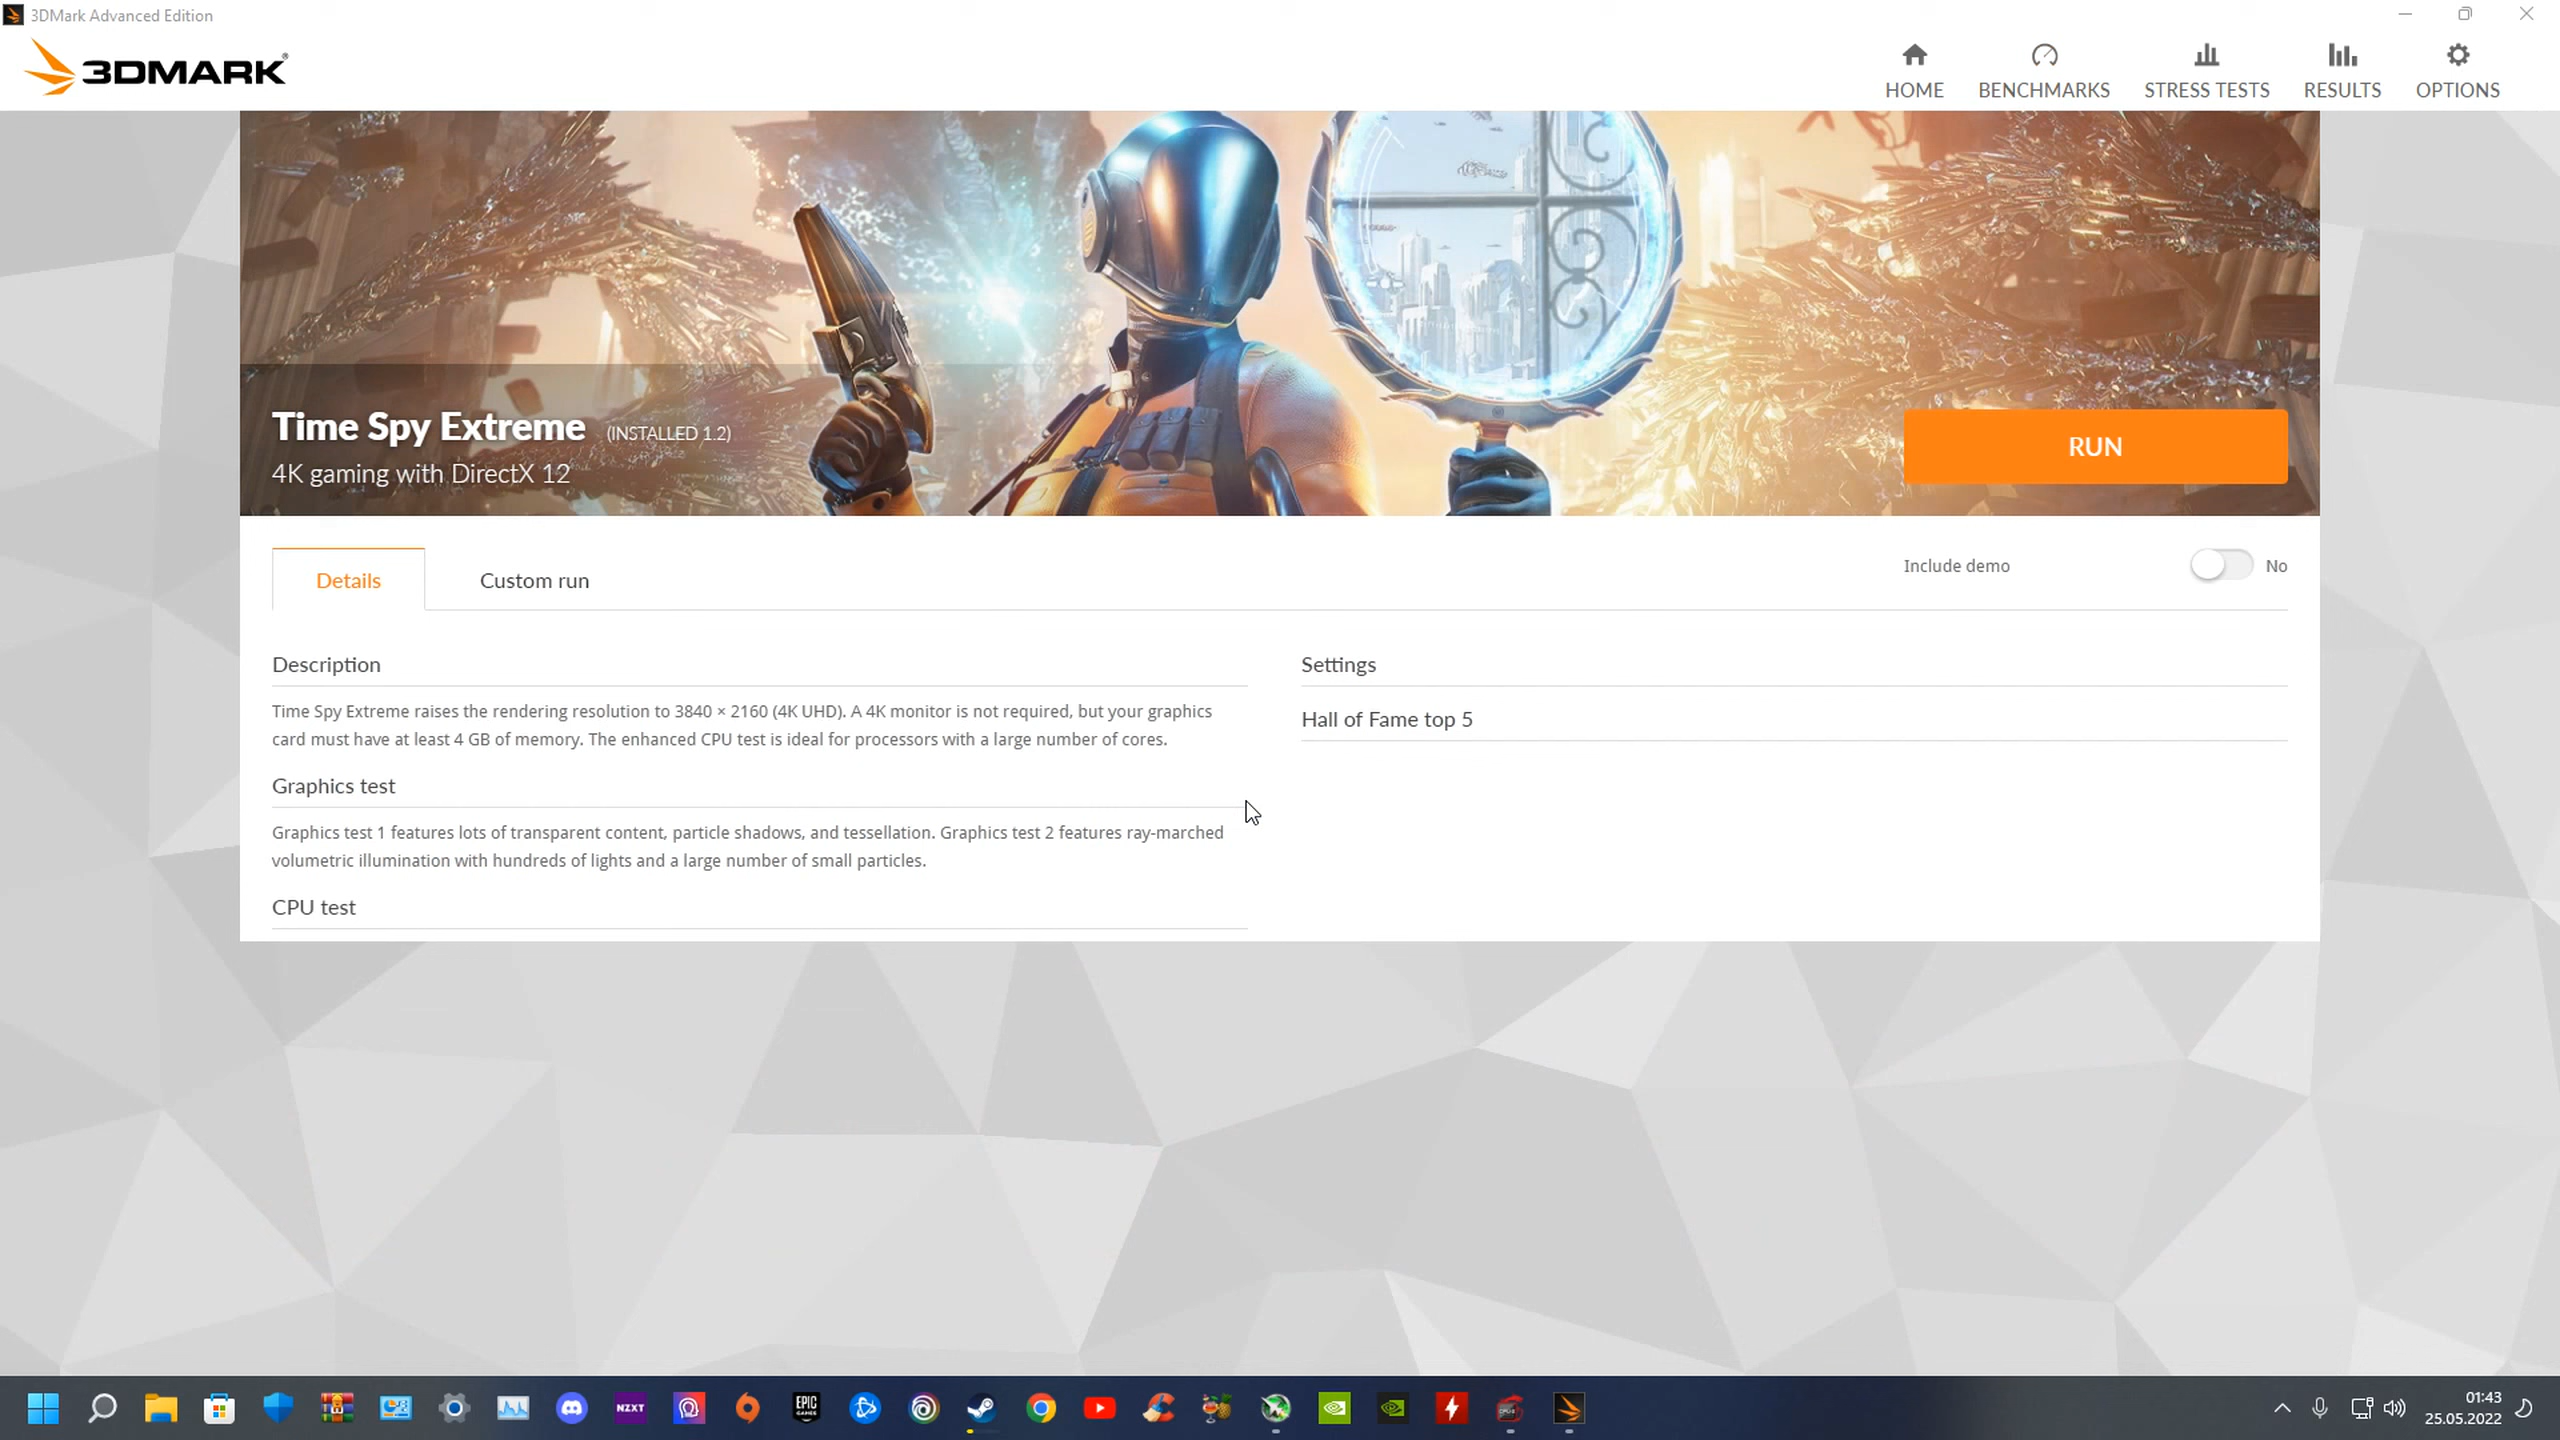 3DMark Advanced Edition
3DMARK®
HOME
BENCHMARKS
STRESS TESTS
RESULTS
OPTIONS
Time Spy Extreme (INSTALLED 1.2)
4K gaming with DirectX 12
RUN
Details
Custom run
Include demo
No
Description
Time Spy Extreme raises the rendering resolution to 3840 × 2160 (4K UHD). A 4K monitor is not required, but your graphics
card must have at least 4 GB of memory. The enhanced CPU test is ideal for processors with a large number of cores.
Graphics test
Graphics test 1 features lots of transparent content, particle shadows, and tessellation. Graphics test 2 features ray-marched
volumetric illumination with hundreds of lights and a large number of small particles.
CPU test
Settings
Hall of Fame top 5
NZXT
EPIC
GAMES
01:43
25.05.2022